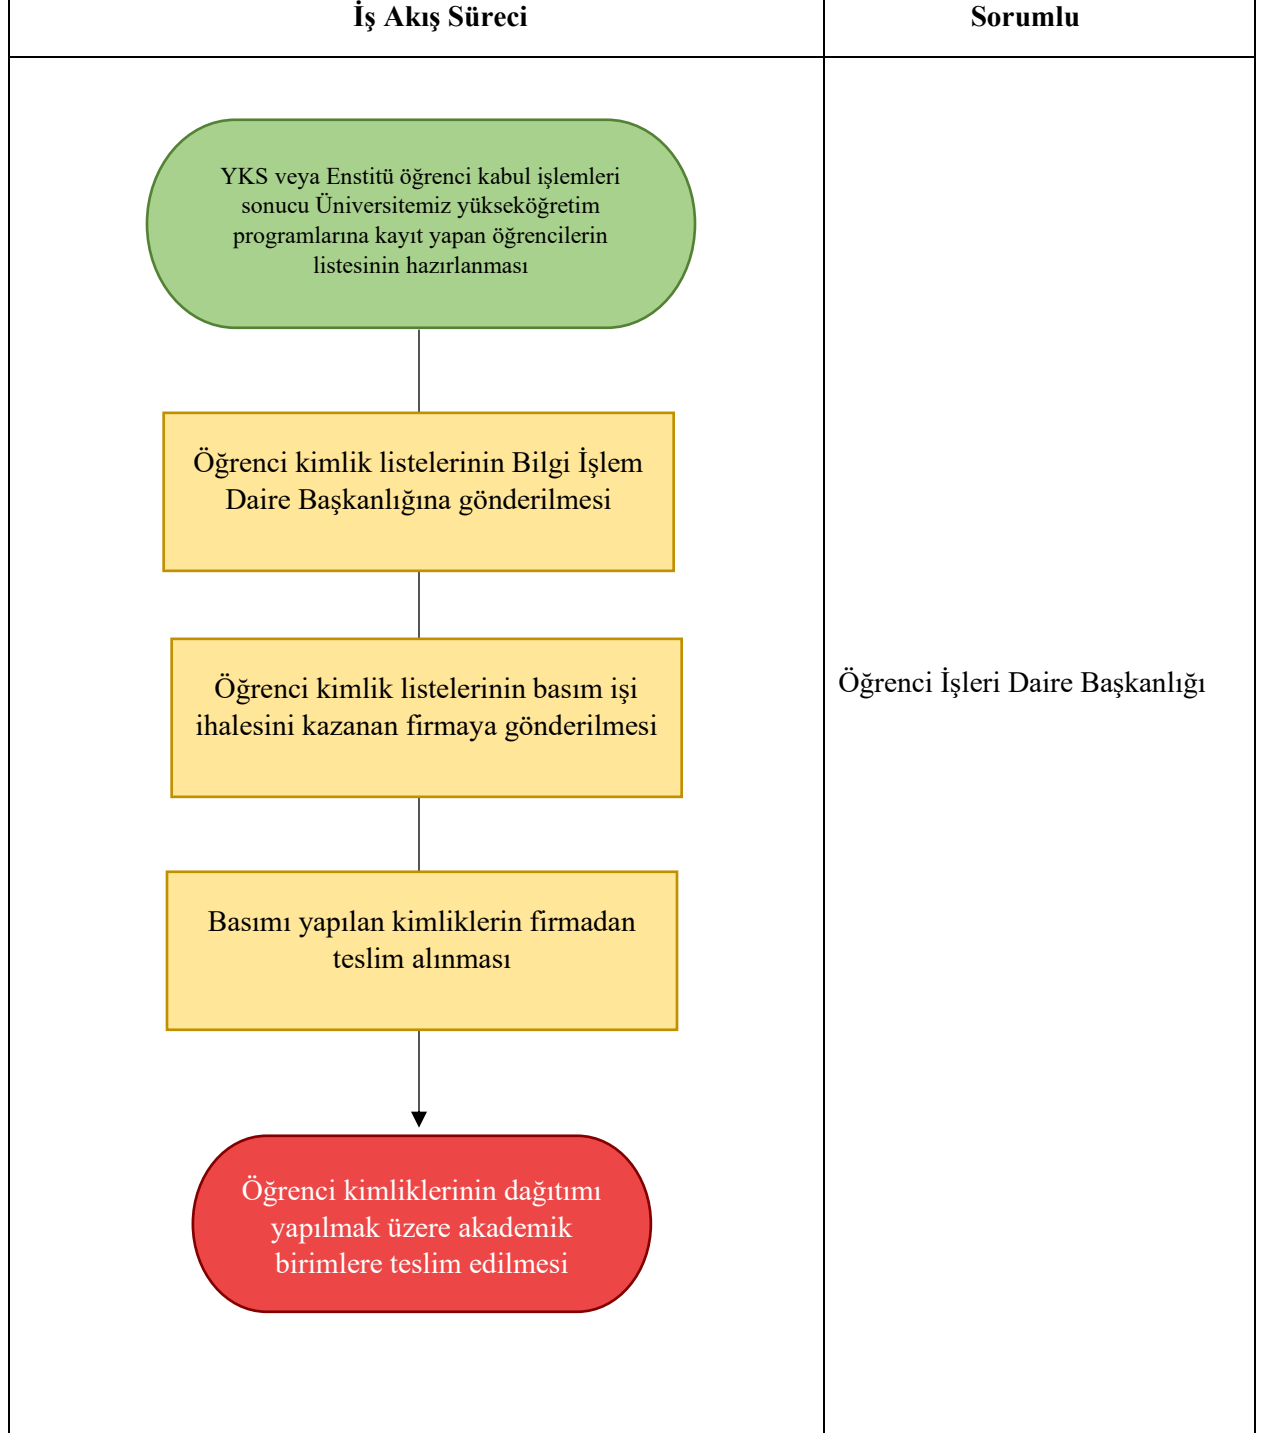 İş Akış Süreci
Sorumlu
YKS veya Enstitü öğrenci kabul işlemleri
sonucu Üniversitemiz yükseköğretim
programlarına kayıt yapan öğrencilerin
listesinin hazırlanması
Öğrenci kimlik listelerinin Bilgi İşlem
Daire Başkanlığına gönderilmesi
Öğrenci kimlik listelerinin basım işi
ihalesini kazanan firmaya gönderilmesi
Öğrenci İşleri Daire Başkanlığı
Basımı yapılan kimliklerin firmadan
teslim alınması
Öğrenci kimliklerinin dağıtımı
yapılmak üzere akademik
birimlere teslim edilmesi